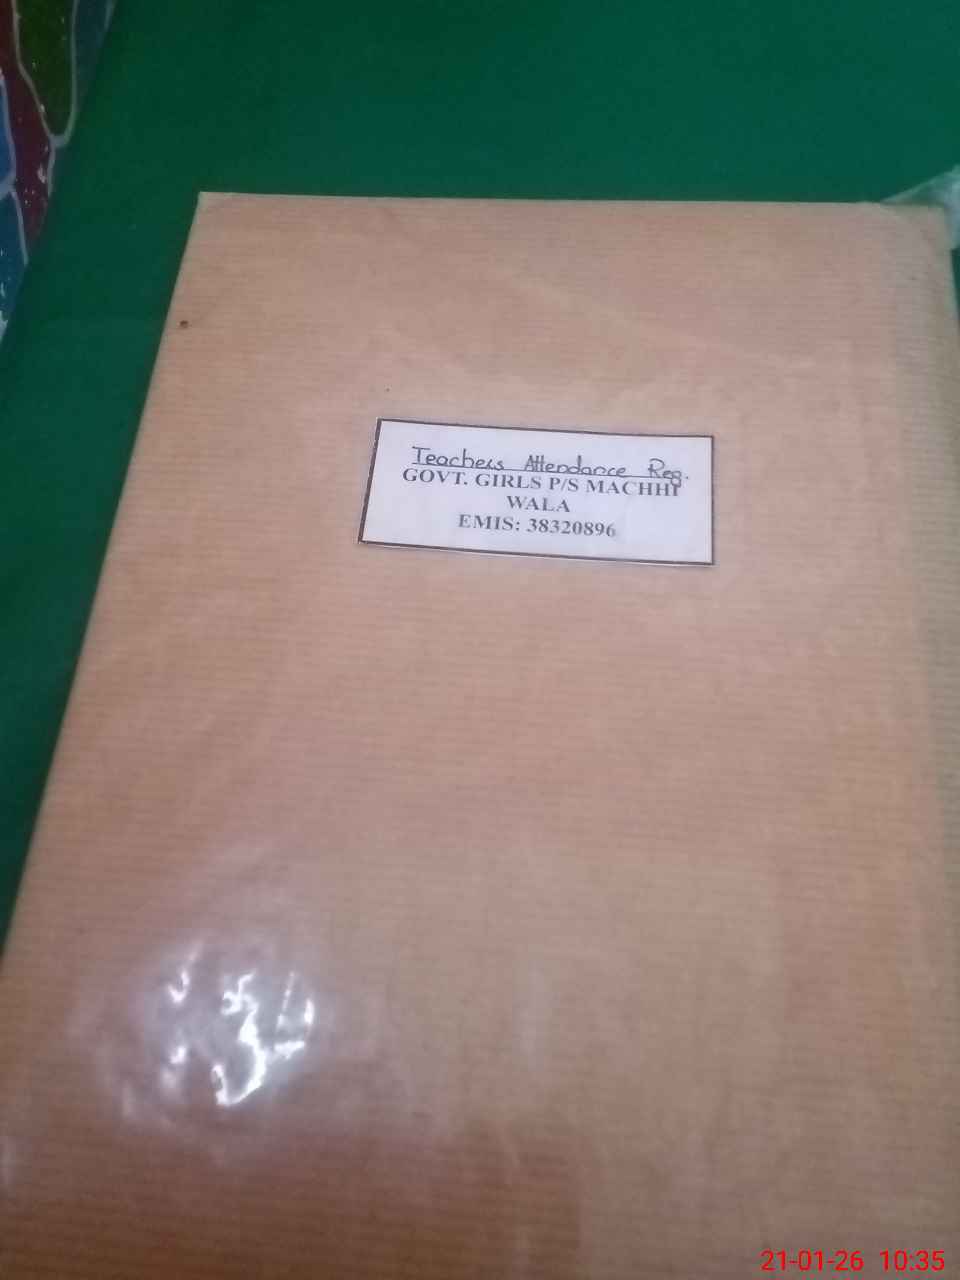 Teachers Attendance Reg.
GOVT. GIRLS P/S MACHHI
WALA
EMIS: 38320896
21-01-26 10:35